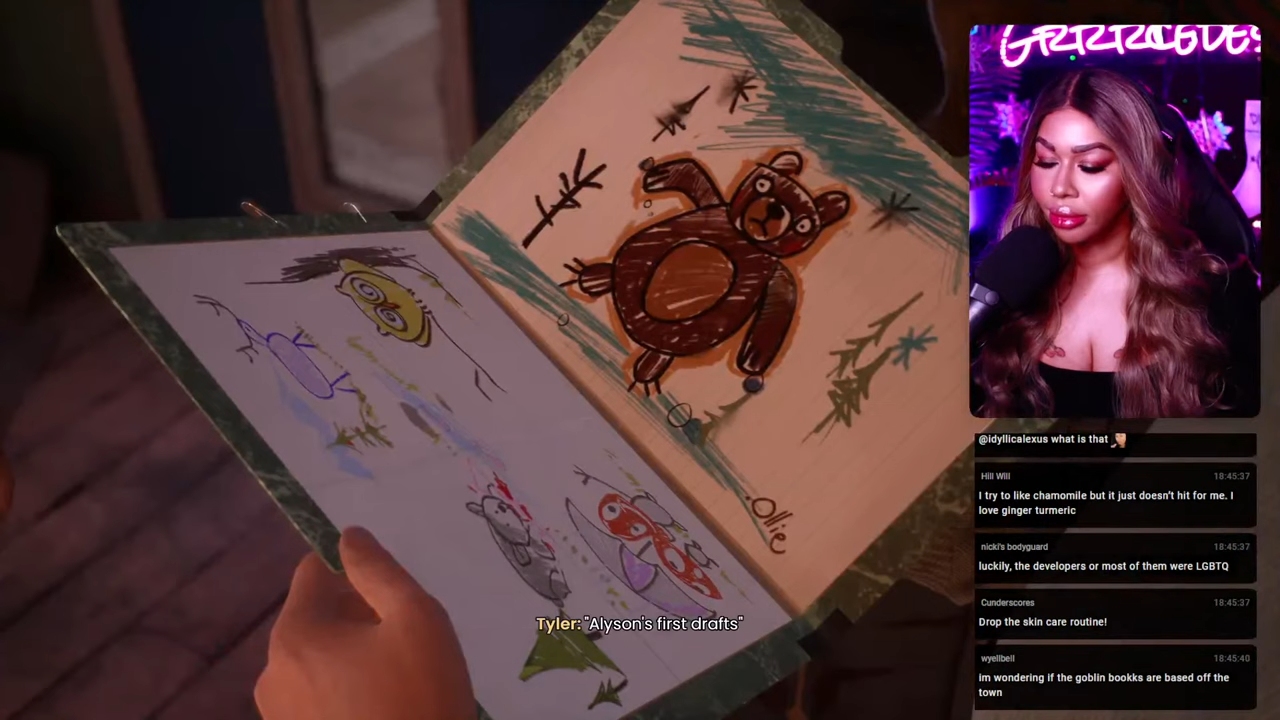 GRRRCEDES
Ollie
Tyler: "Alyson's first drafts"
@idyllicalexus what is that
Hill Will 18:45:37
I try to like chamomile but it just doesn't hit for me. I
love ginger turmeric
nicki's bodyguard 18:45:37
luckily, the developers or most of them were LGBTQ
Cunderscores 18:45:37
Drop the skin care routine!
wyellbell 18:45:40
im wondering if the goblin bookks are based off the
town